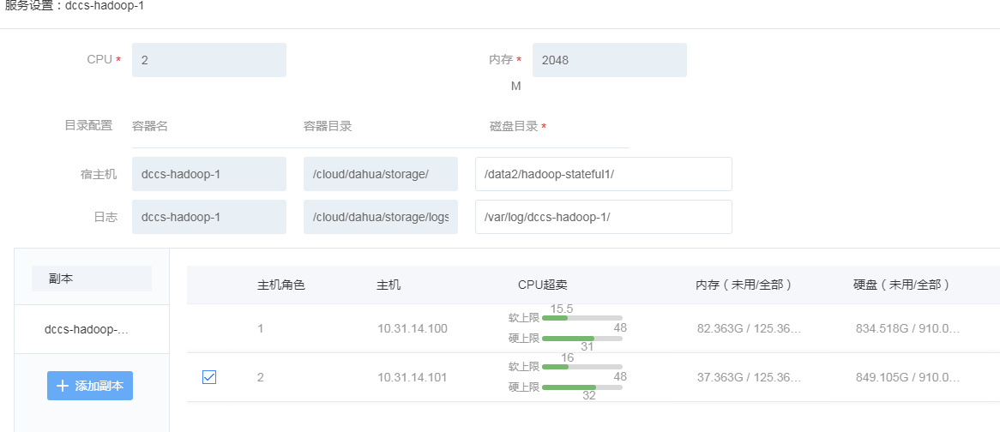 服务设置：dccs-hadoop-1
CPU * 2 内存 * 2048
M
目录配置 容器名 容器目录 磁盘目录 *
宿主机 dccs-hadoop-1 /cloud/dahua/storage/ /data2/hadoop-stateful1/
日志 dccs-hadoop-1 /cloud/dahua/storage/logs /var/log/dccs-hadoop-1/
副本 主机角色 主机 CPU超卖 内存（未用/全部） 硬盘（未用/全部）
15.5
软上限
dccs-hadoop-... 1 10.31.14.100 48 82.363G / 125.36... 834.518G / 910.0...
硬上限
31
16
软上限
+ 添加副本 2 10.31.14.101 48 37.363G / 125.36... 849.105G / 910.0...
硬上限
32